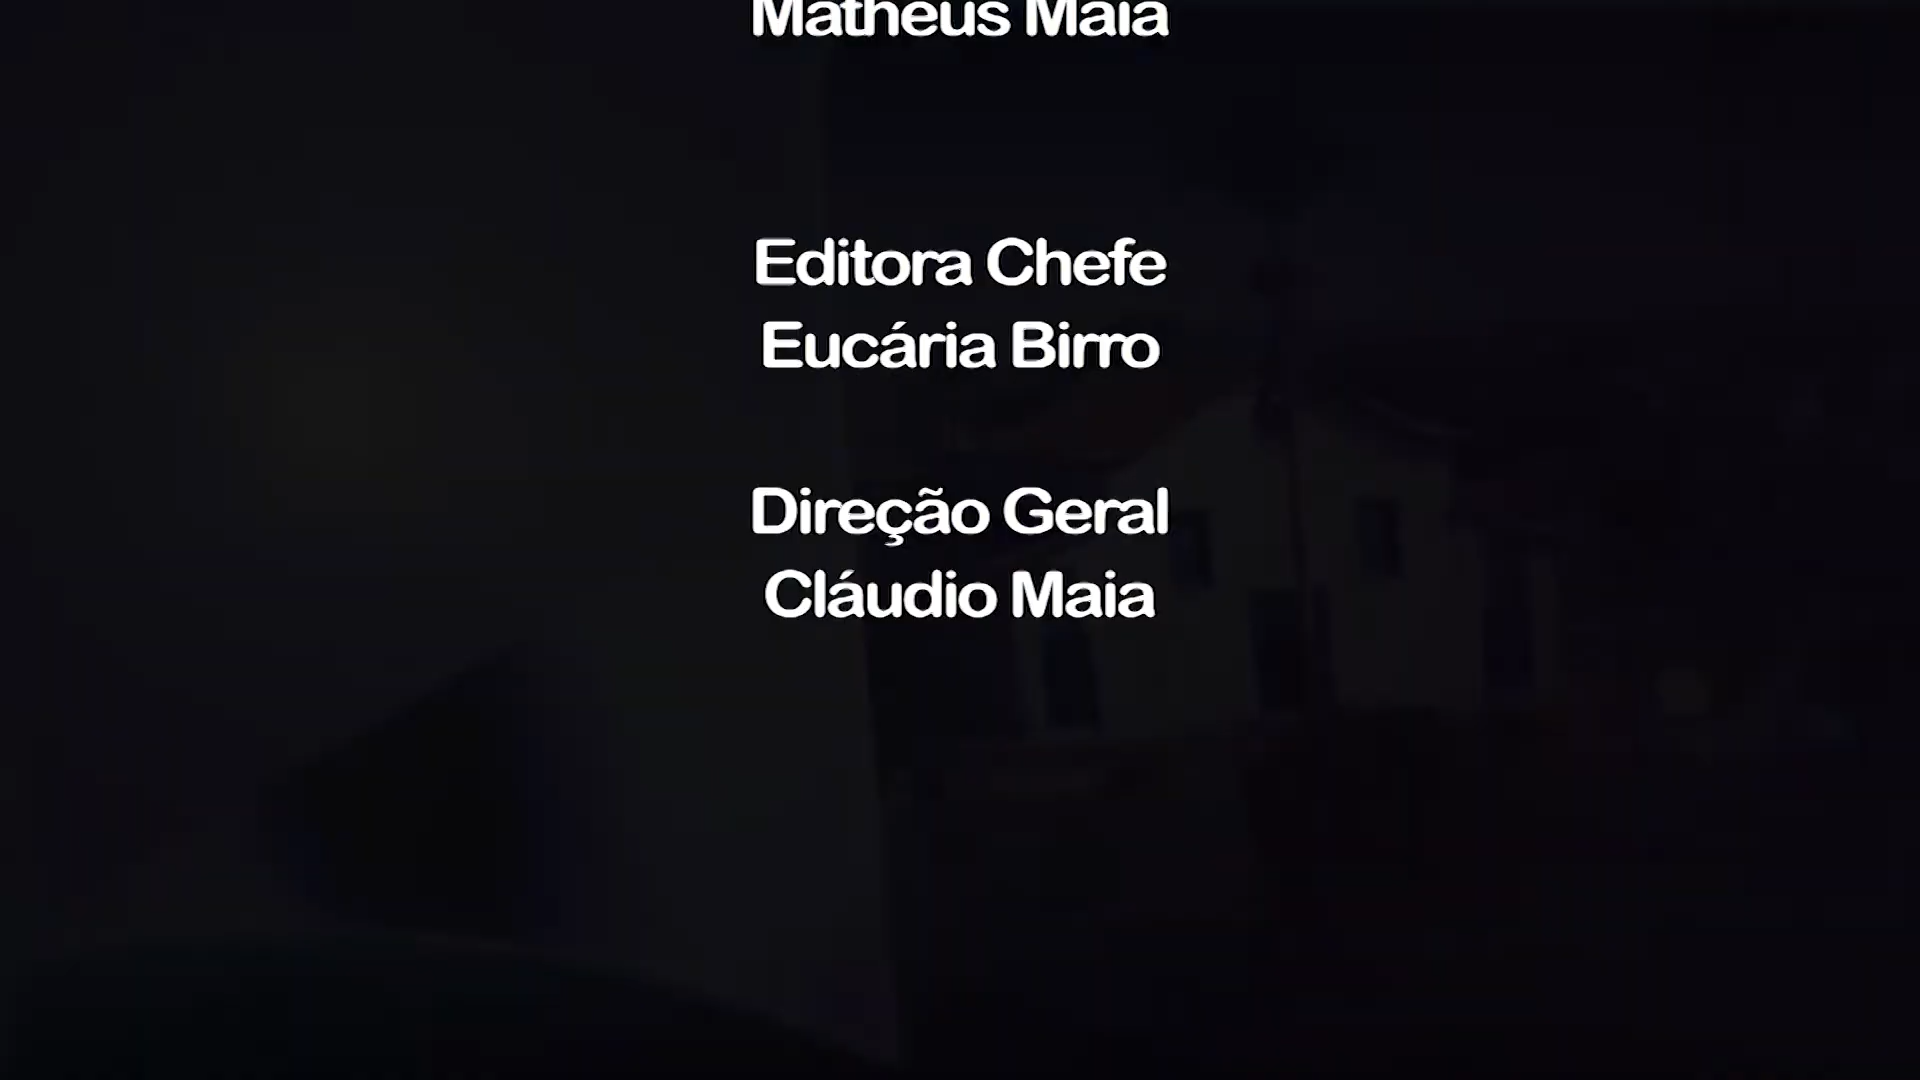 Matheus Maia
Editora Chefe
Eucária Birro
Direção Geral
Cláudio Maia